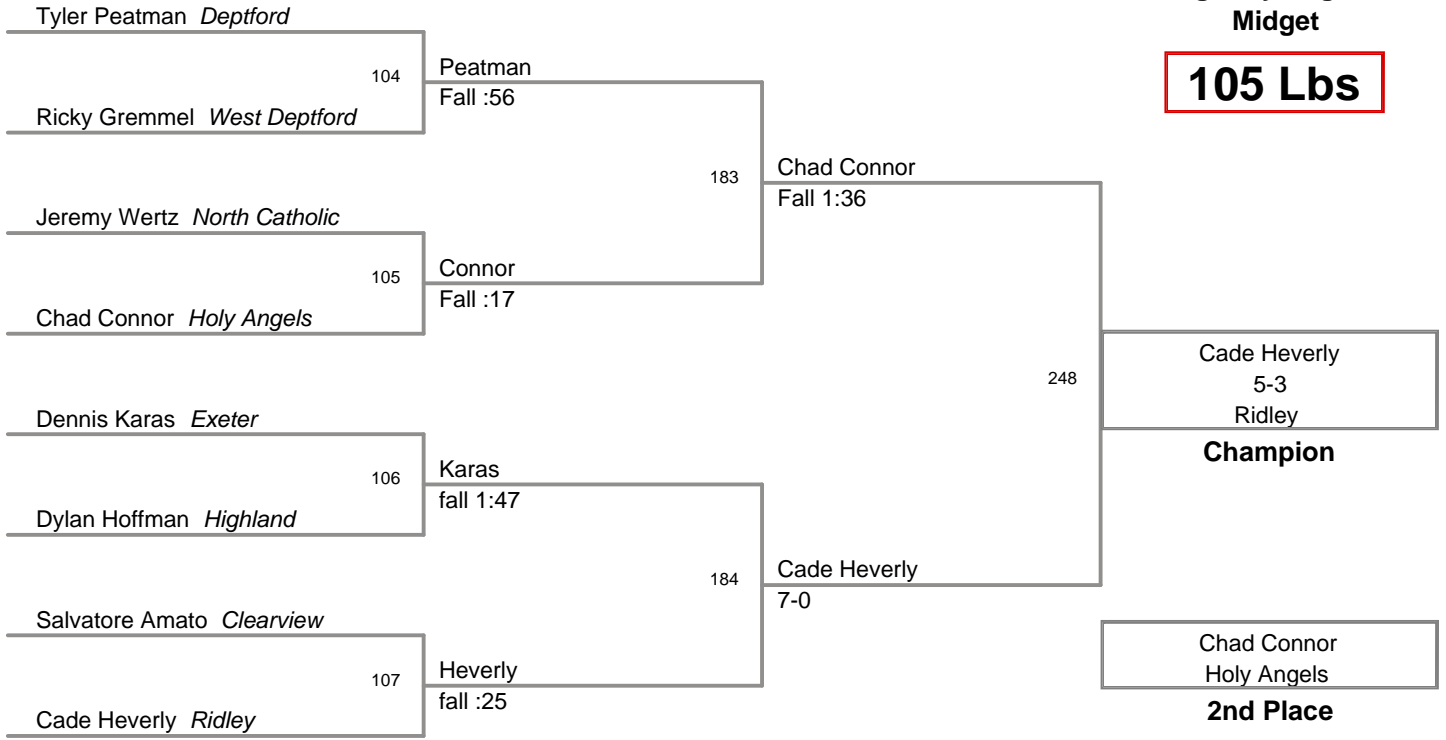 Midget
105 Lbs
Tyler Peatman Deptford
104
Ricky Gremmel West Deptford
Peatman
Fall :56
Jeremy Wertz North Catholic
105
Chad Connor Holy Angels
Connor
Fall :17
183
Chad Connor
Fall 1:36
Dennis Karas Exeter
106
Dylan Hoffman Highland
Karas
fall 1:47
Salvatore Amato Clearview
107
Cade Heverly Ridley
Heverly
fall :25
184
Cade Heverly
7-0
248
Cade Heverly
5-3
Ridley
Champion
Chad Connor
Holy Angels
2nd Place